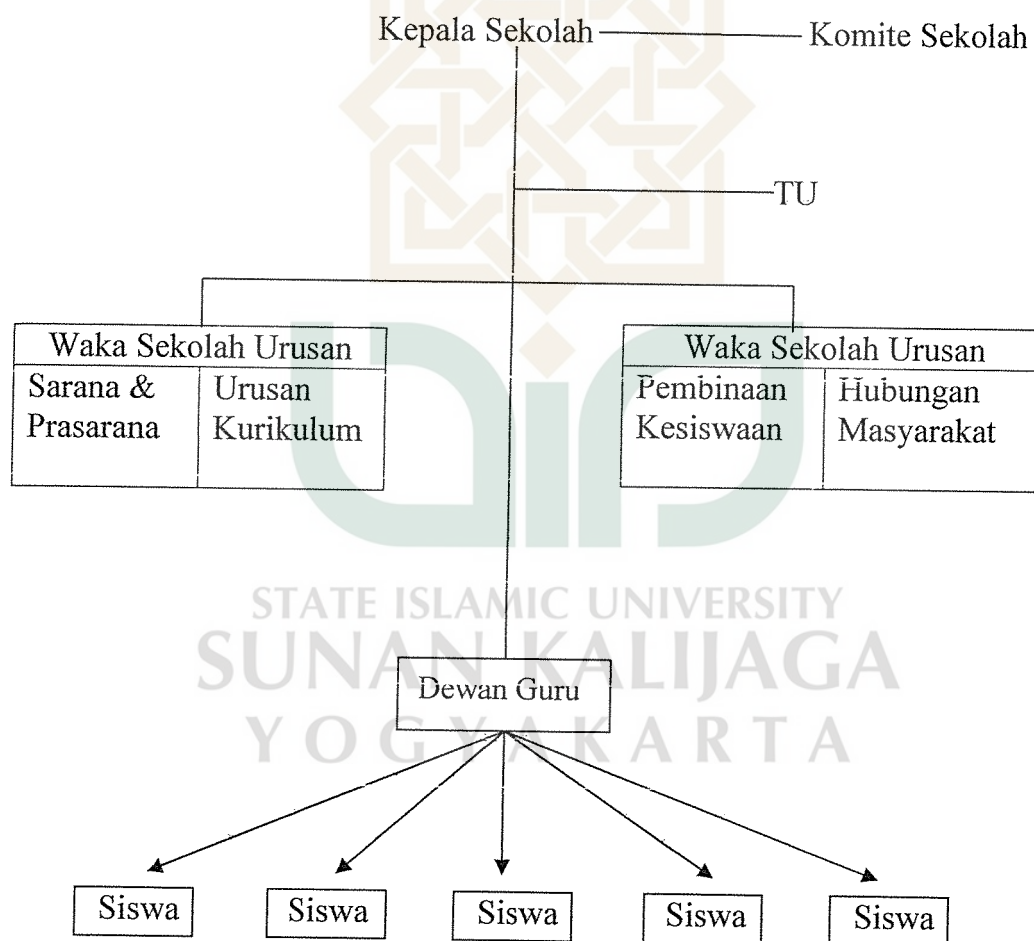 Kepala Sekolah
Komite Sekolah
TU
Waka Sekolah Urusan
Sarana &
Prasarana
Urusan
Kurikulum
Waka Sekolah Urusan
Pembinaan
Kesiswaan
Hubungan
Masyarakat
STATE ISLAMIC UNIVERSITY
SUNAN KALIJAGA
YOGYAKARTA
Dewan Guru
Siswa
Siswa
Siswa
Siswa
Siswa